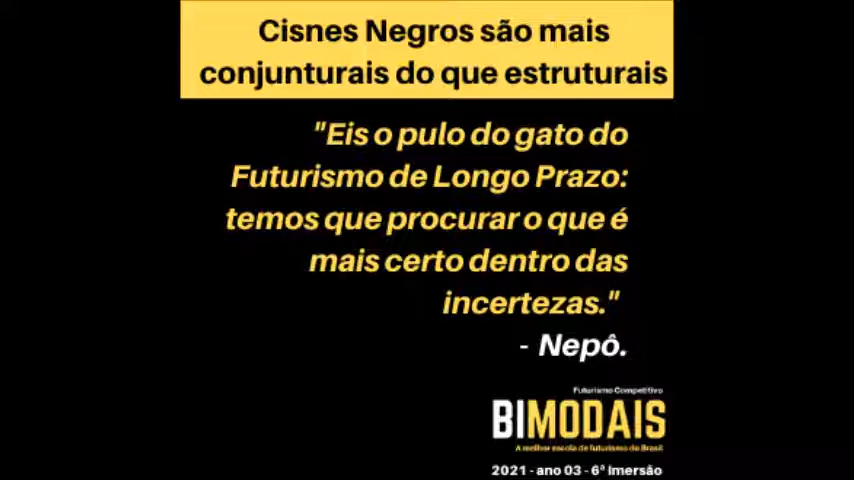 Cisnes Negros são mais
conjunturais do que estruturais
"Eis o pulo do gato do
Futurismo de Longo Prazo:
temos que procurar o que é
mais certo dentro das
incertezas."
- Nepô.
Futurismo Competitivo
BIMODAIS
A melhor escola de futurismo do Brasil
2021 - ano 03 - 6ª Imersão